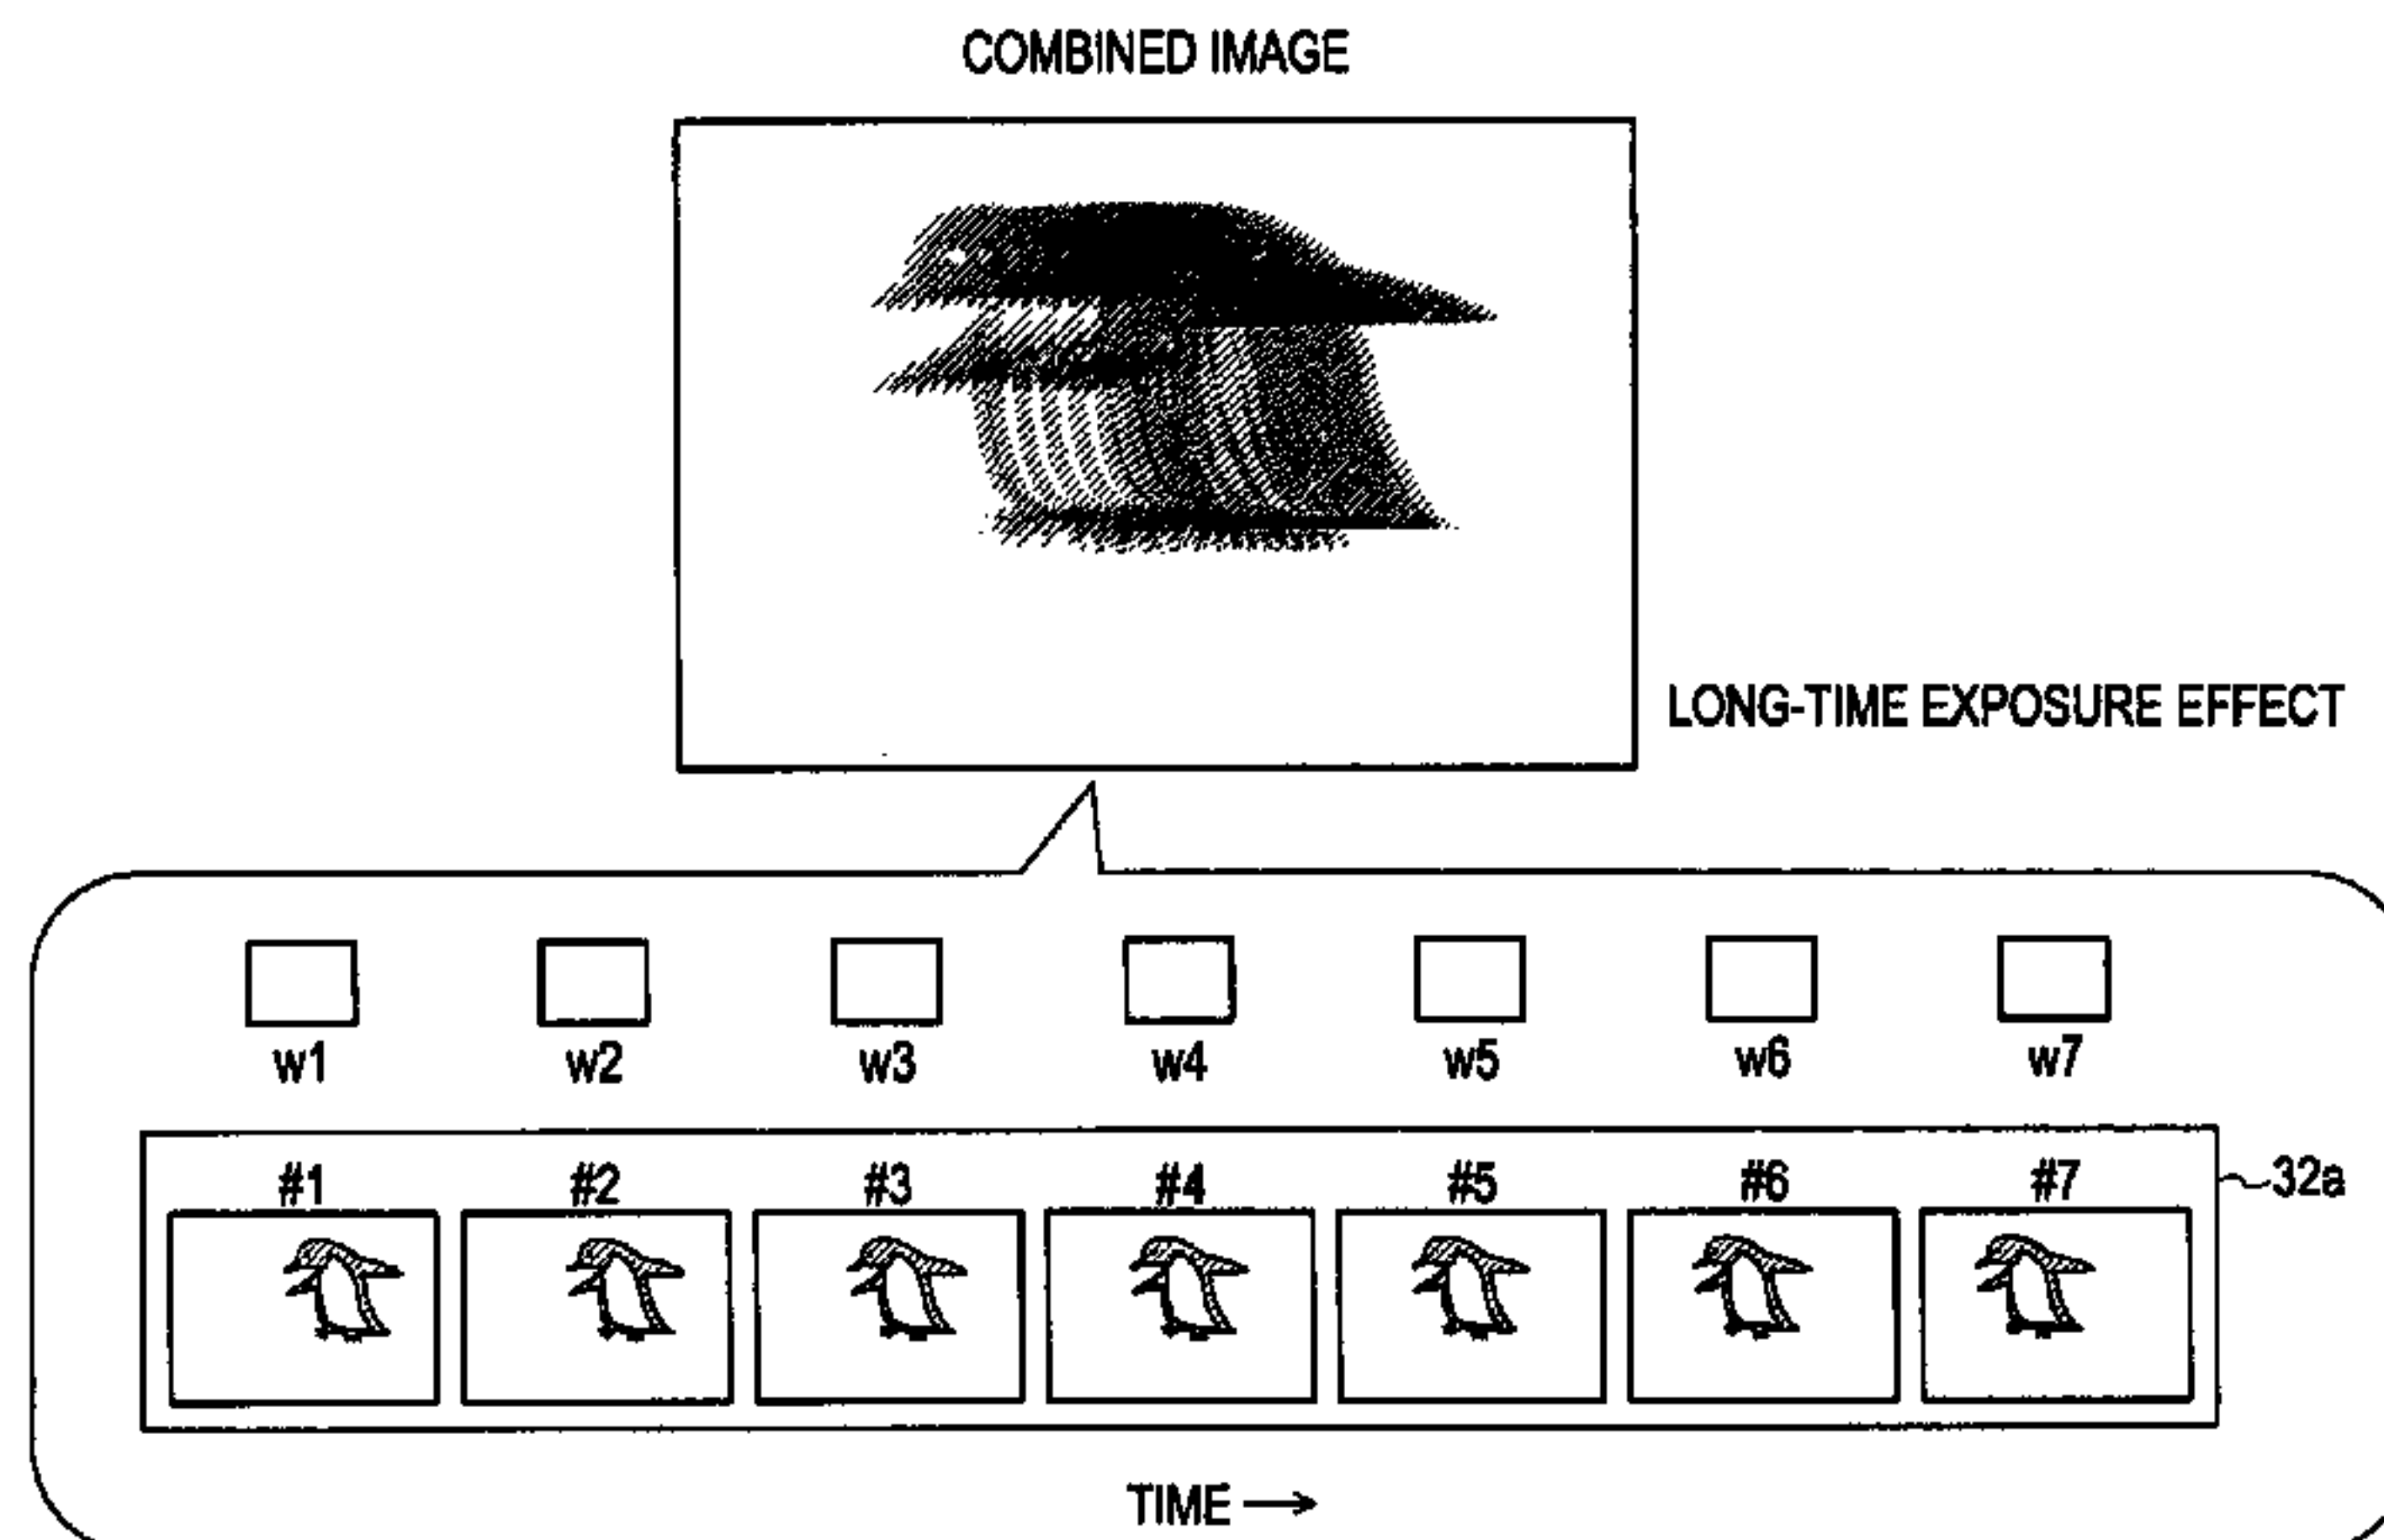 COMBINED IMAGE
LONG-TIME EXPOSURE EFFECT
w1 w2 w3 w4 w5 w6 w7
#1 #2 #3 #4 #5 #6 #7
32a
TIME →